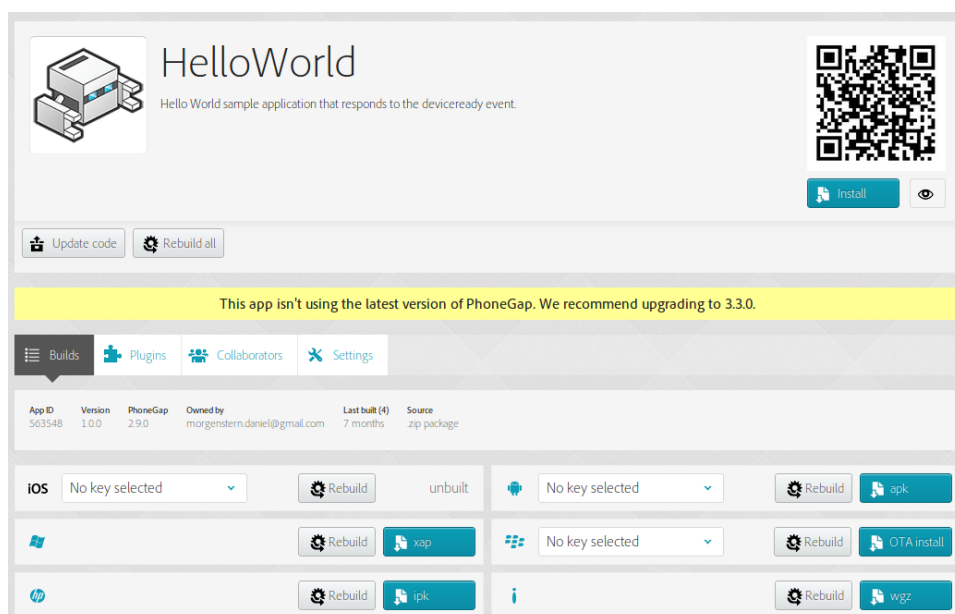 HelloWorld
Hello World sample application that responds to the deviceready event.
Install
Update code
Rebuild all
This app isn't using the latest version of PhoneGap. We recommend upgrading to 3.3.0.
Builds Plugins Collaborators Settings
App ID Version PhoneGap Owned by Last built (4) Source
563548 1.0.0 2.9.0 morgenstern.daniel@gmail.com 7 months .zip package
iOS No key selected Rebuild unbuilt No key selected Rebuild apk
Rebuild xap No key selected Rebuild OTA install
hp Rebuild ipk Rebuild wgz